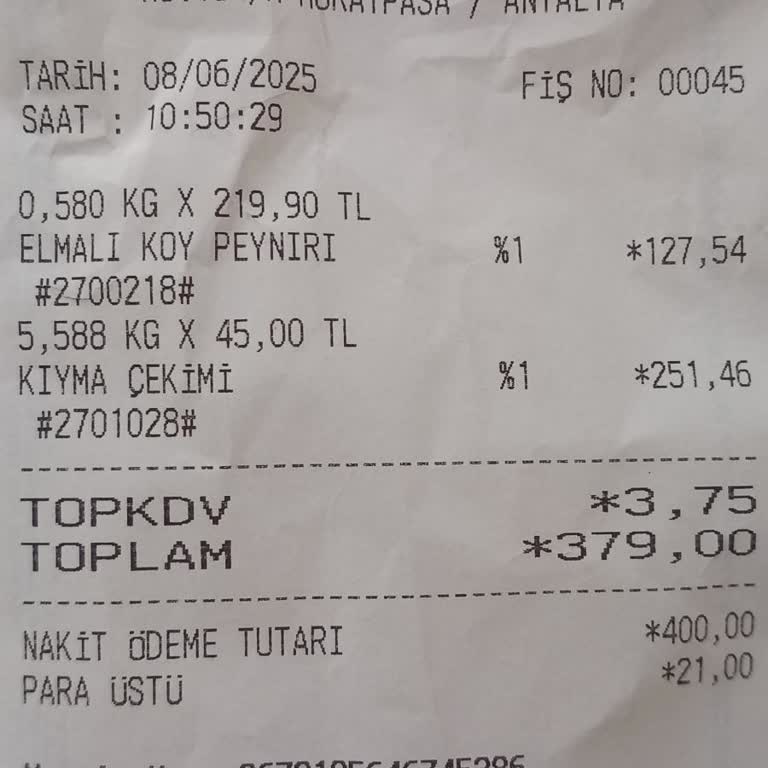 / ANTALYA
TARİH: 08/06/2025 FİŞ NO: 00045
SAAT : 10:50:29
0,580 KG X 219,90 TL
ELMALI KOY PEYNIRI %1 *127,54
#2700218#
5,588 KG X 45,00 TL
KIYMA ÇEKİMİ %1 *251,46
#2701028#
TOPKDV *3,75
TOPLAM *379,00
NAKİT ÖDEME TUTARI *400,00
PARA ÜSTÜ *21,00